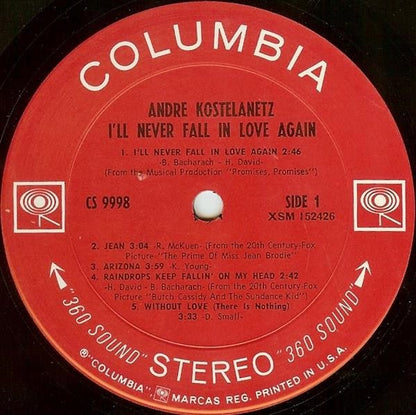 COLUMBIA
ANDRE KOSTELANETZ
I'LL NEVER FALL IN LOVE AGAIN
1. I'LL NEVER FALL IN LOVE AGAIN 2:46
-B. Bacharach - H. David-
(From the Musical Production "Promises, Promises")
CS 9998
SIDE 1
XSM 152426
2. JEAN 3:04 -R. McKuen-(From the 20th Century-Fox
Picture "The Prime Of Miss Jean Brodie")
3. ARIZONA 3:59 -K. Young-
4. RAINDROPS KEEP FALLIN' ON MY HEAD 2:42
-H. David- B. Bacharach- (From the 20th Century-Fox
Picture "Butch Cassidy And The Sundance Kid")
5. WITHOUT LOVE (There Is Nothing)
3:33 -D. Small-
"360 SOUND" STEREO "360 SOUND"
®"COLUMBIA", MARCAS REG. PRINTED IN U.S.A.